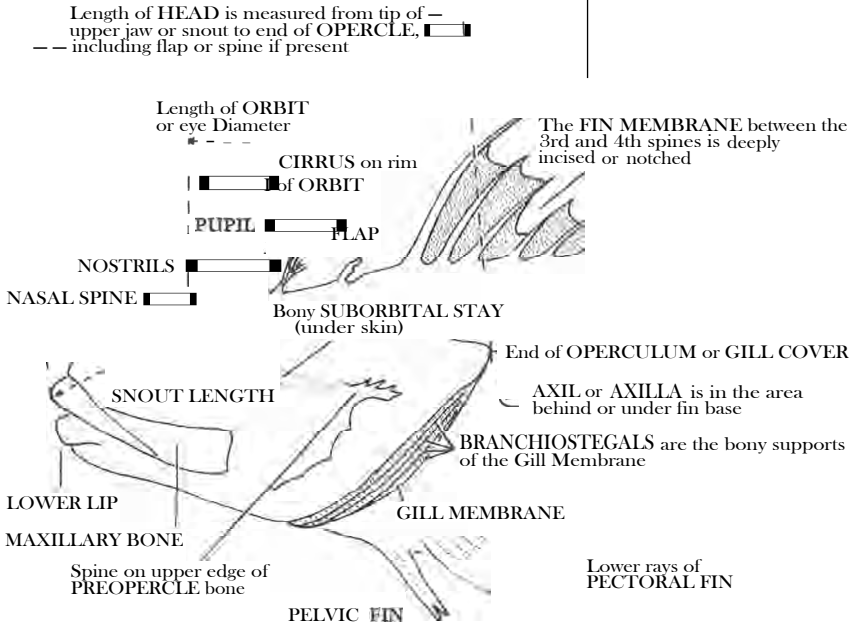 Length of HEAD is measured from tip of –
upper jaw or snout to end of OPERCLE,
– – including flap or spine if present
Length of ORBIT
or eye Diameter
The FIN MEMBRANE between the
3rd and 4th spines is deeply
incised or notched
CIRRUS on rim
of ORBIT
PUPIL
FLAP
NOSTRILS
NASAL SPINE
Bony SUBORBITAL STAY
(under skin)
End of OPERCULUM or GILL COVER
SNOUT LENGTH
AXIL or AXILLA is in the area
behind or under fin base
BRANCHIOSTEGALS are the bony supports
of the Gill Membrane
LOWER LIP
GILL MEMBRANE
MAXILLARY BONE
Spine on upper edge of
PREOPERCLE bone
Lower rays of
PECTORAL FIN
PELVIC FIN